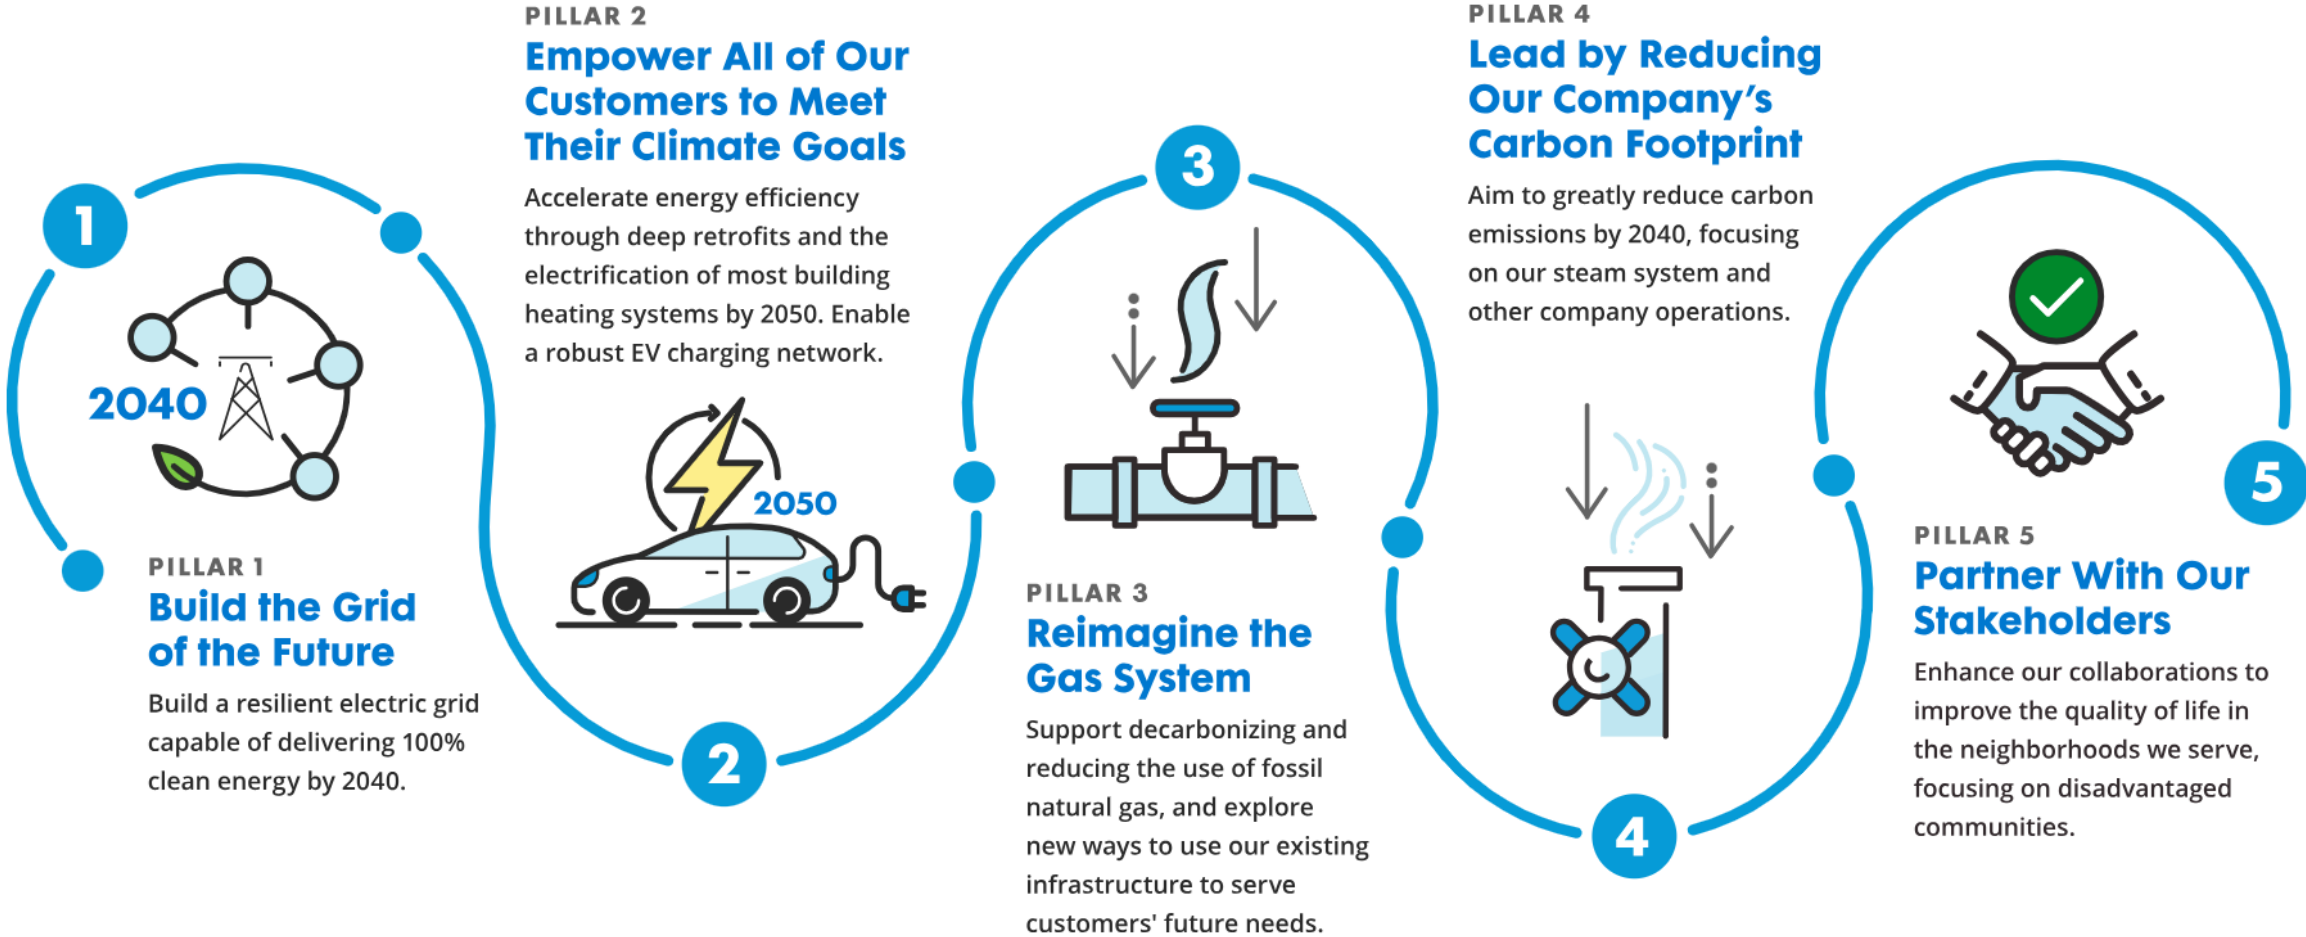 1
2040
PILLAR 1
Build the Grid
of the Future
Build a resilient electric grid
capable of delivering 100%
clean energy by 2040.
PILLAR 2
Empower All of Our
Customers to Meet
Their Climate Goals
Accelerate energy efficiency
through deep retrofits and the
electrification of most building
heating systems by 2050. Enable
a robust EV charging network.
2050
2
3
PILLAR 3
Reimagine the
Gas System
Support decarbonizing and
reducing the use of fossil
natural gas, and explore
new ways to use our existing
infrastructure to serve
customers' future needs.
PILLAR 4
Lead by Reducing
Our Company’s
Carbon Footprint
Aim to greatly reduce carbon
emissions by 2040, focusing
on our steam system and
other company operations.
4
5
PILLAR 5
Partner With Our
Stakeholders
Enhance our collaborations to
improve the quality of life in
the neighborhoods we serve,
focusing on disadvantaged
communities.